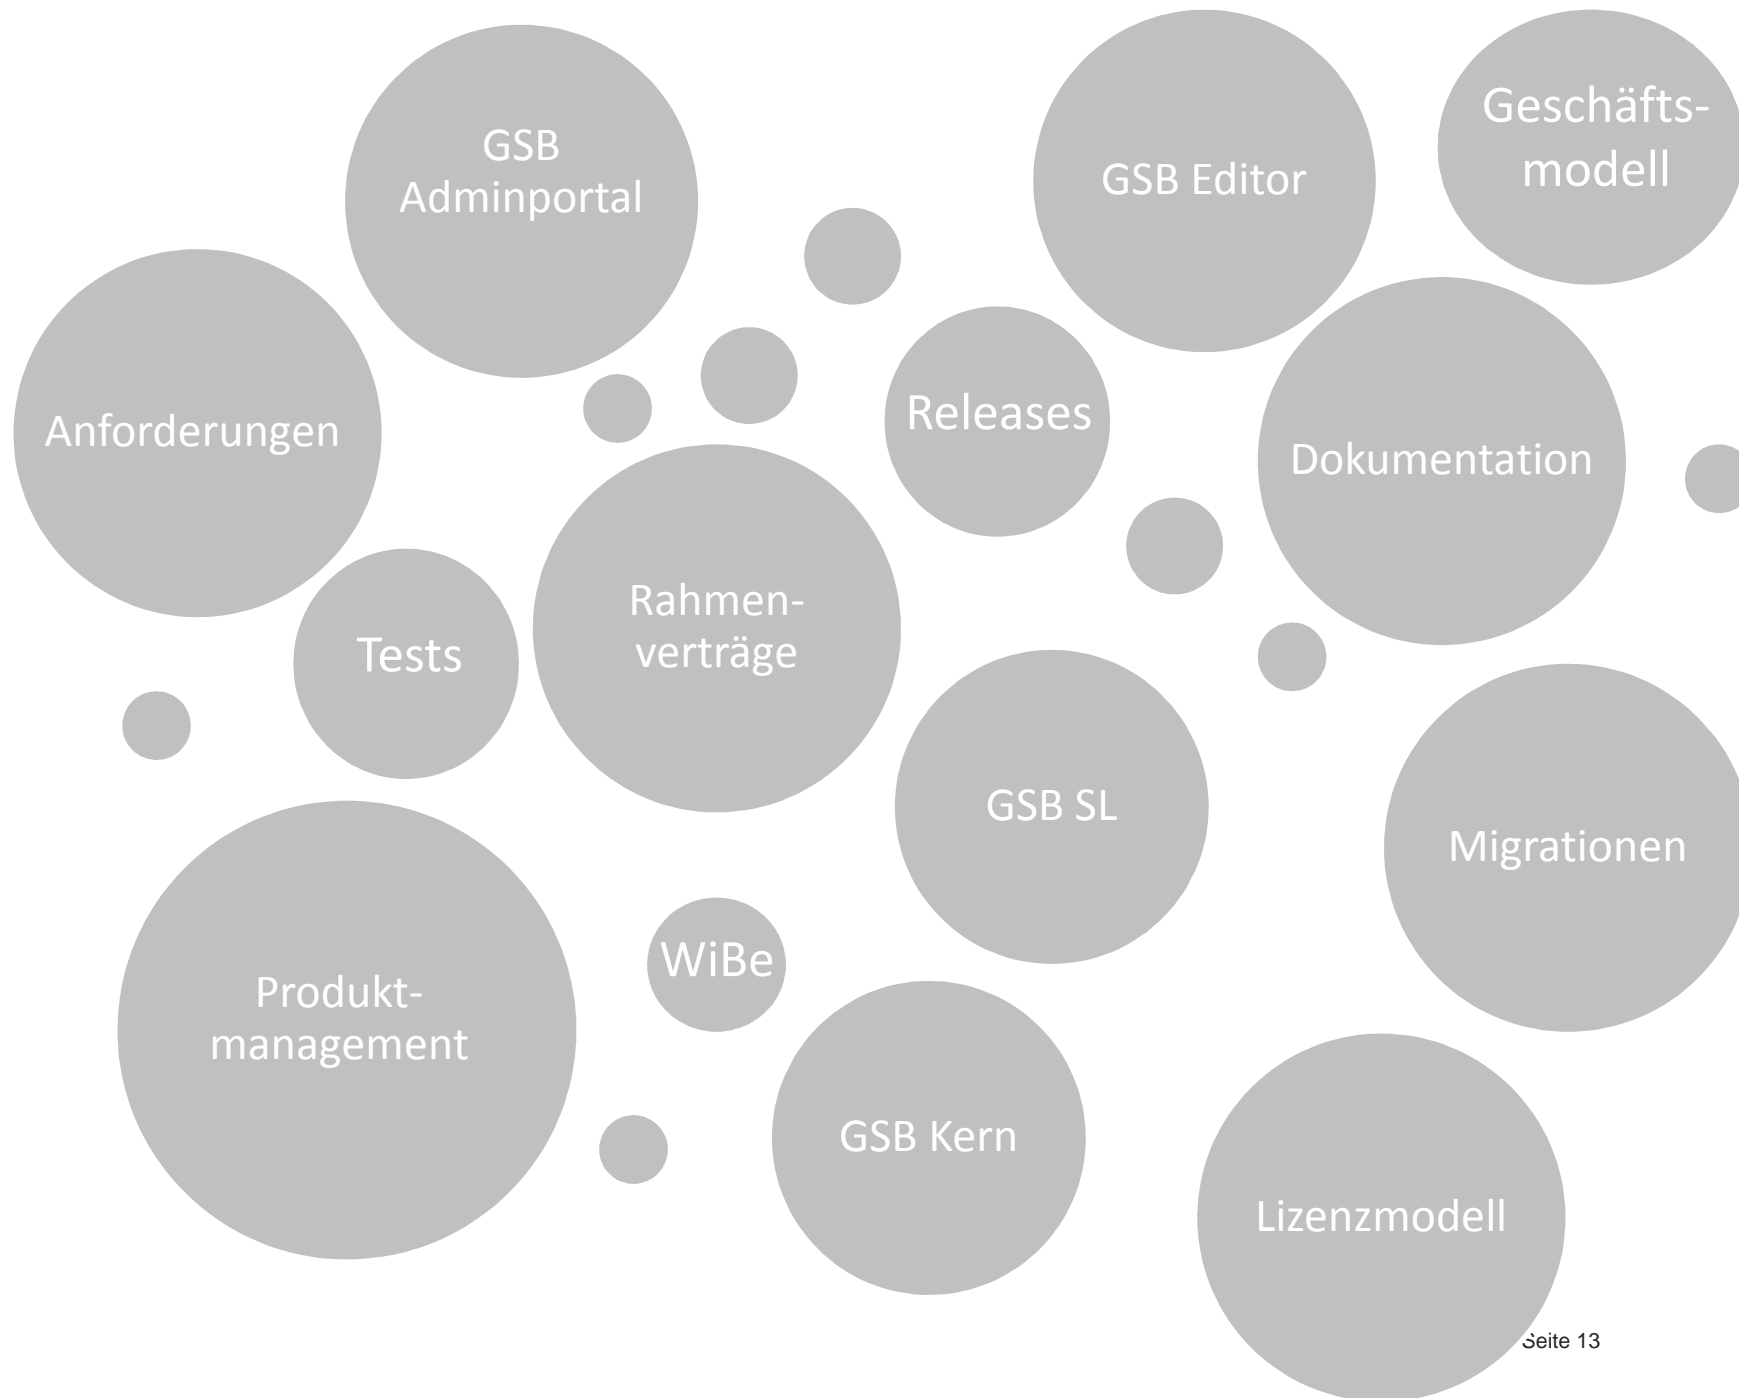 GSB
Adminportal
GSB Editor
Geschäfts-
modell
Anforderungen
Releases
Dokumentation
Tests
Rahmen-
verträge
GSB SL
Migrationen
WiBe
Produkt-
management
GSB Kern
Lizenzmodell
Seite 13